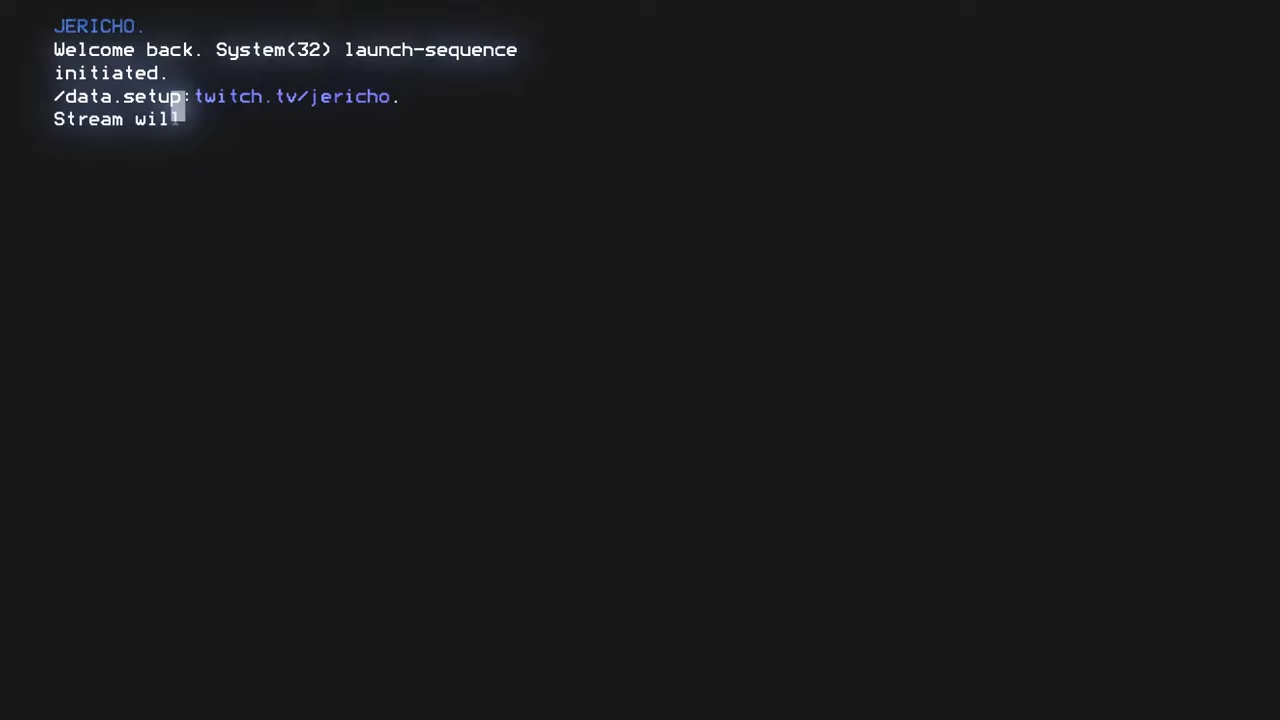 JERICHO.
Welcome back. System(32) launch-sequence
initiated.
/data.setup:twitch.tv/jericho.
Stream will